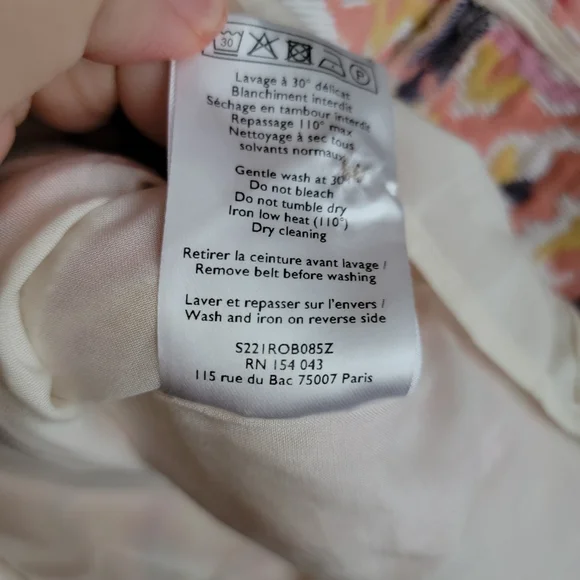 30
P
Lavage à 30° délicat
Blanchiment interdit
Séchage en tambour interdit
Repassage 110° max
Nettoyage à sec tous
solvants normaux
Gentle wash at 30°
Do not bleach
Do not tumble dry
Iron low heat (110°)
Dry cleaning
Retirer la ceinture avant lavage /
Remove belt before washing
Laver et repasser sur l'envers /
Wash and iron on reverse side
S221ROB085Z
RN 154 043
115 rue du Bac 75007 Paris